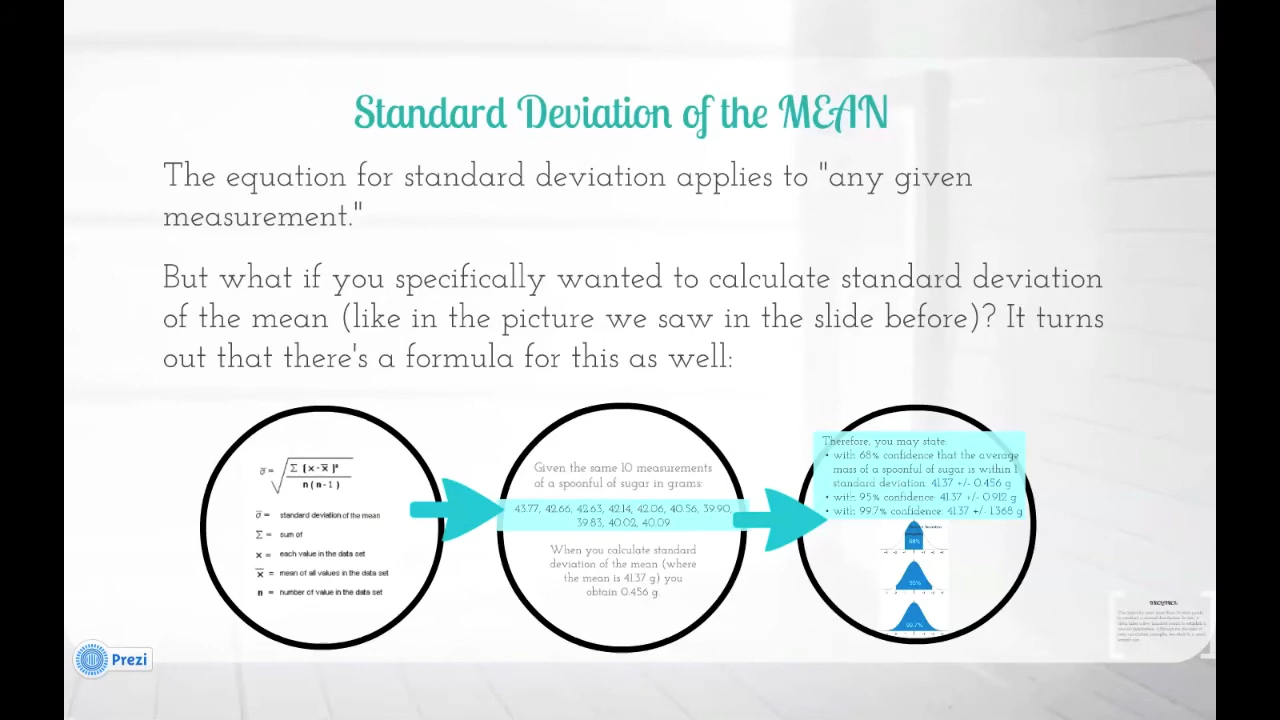 Standard Deviation of the MEAN
The equation for standard deviation applies to "any given
measurement."
But what if you specifically wanted to calculate standard deviation
of the mean (like in the picture we saw in the slide before)? It turns
out that there's a formula for this as well:
σ̅ = √ Σ [x - x̅]²
n (n - 1)
σ̅ = standard deviation of the mean
Σ = sum of
x = each value in the data set
x̅ = mean of all values in the data set
n = number of value in the data set
Given the same 10 measurements
of a spoonful of sugar in grams:
43.77, 42.66, 42.63, 42.14, 42.06, 40.56, 39.90,
39.83, 40.02, 40.09
When you calculate standard
deviation of the mean (where
the mean is 41.37 g) you
obtain 0.456 g.
Therefore, you may state:
• with 68% confidence that the average
mass of a spoonful of sugar is within 1
standard deviation: 41.37 +/- 0.456 g
• with 95% confidence: 41.37 +/- 0.912 g
• with 99.7% confidence: 41.37 +/- 1.368 g
68%
95%
99.7%
Prezi